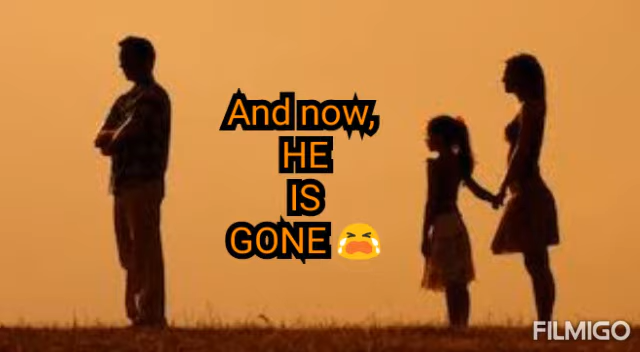 And now,
HE
IS
GONE 😭
FILMIGO